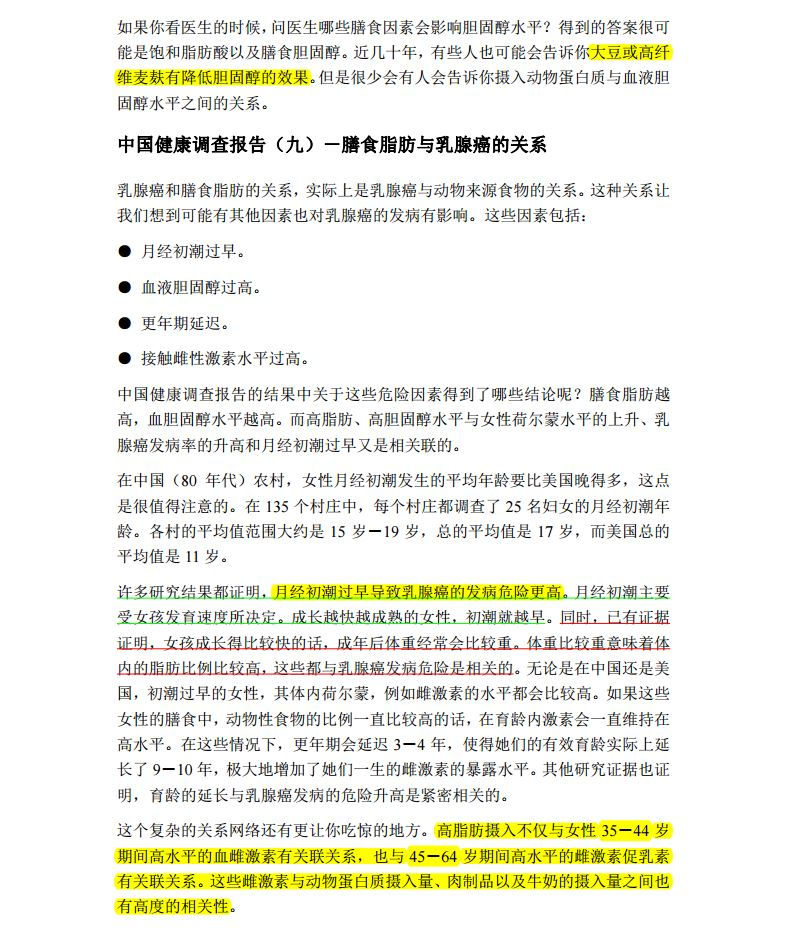 如果你看医生的时候，问医生哪些膳食因素会影响胆固醇水平？得到的答案很可
能是饱和脂肪酸以及膳食胆固醇。近几十年，有些人也可能会告诉你大豆或高纤
维麦麸有降低胆固醇的效果。但是很少会有人会告诉你摄入动物蛋白质与血液胆
固醇水平之间的关系。
中国健康调查报告（九）－膳食脂肪与乳腺癌的关系
乳腺癌和膳食脂肪的关系，实际上是乳腺癌与动物来源食物的关系。这种关系让
我们想到可能有其他因素也对乳腺癌的发病有影响。这些因素包括：
● 月经初潮过早。
● 血液胆固醇过高。
● 更年期延迟。
● 接触雌性激素水平过高。
中国健康调查报告的结果中关于这些危险因素得到了哪些结论呢？膳食脂肪越
高，血胆固醇水平越高。而高脂肪、高胆固醇水平与女性荷尔蒙水平的上升、乳
腺癌发病率的升高和月经初潮过早又是相关联的。
在中国（80 年代）农村，女性月经初潮发生的平均年龄要比美国晚得多，这点
是很值得注意的。在 135 个村庄中，每个村庄都调查了 25 名妇女的月经初潮年
龄。各村的平均值范围大约是 15 岁－19 岁，总的平均值是 17 岁，而美国总的
平均值是 11 岁。
许多研究结果都证明，月经初潮过早导致乳腺癌的发病危险更高。月经初潮主要
受女孩发育速度所决定。成长越快越成熟的女性，初潮就越早。同时，已有证据
证明，女孩成长得比较快的话，成年后体重经常会比较重。体重比较重意味着体
内的脂肪比例比较高，这些都与乳腺癌发病危险是相关的。无论是在中国还是美
国，初潮过早的女性，其体内荷尔蒙，例如雌激素的水平都会比较高。如果这些
女性的膳食中，动物性食物的比例一直比较高的话，在育龄内激素会一直维持在
高水平。在这些情况下，更年期会延迟 3－4 年，使得她们的有效育龄实际上延
长了 9－10 年，极大地增加了她们一生的雌激素的暴露水平。其他研究证据也证
明，育龄的延长与乳腺癌发病的危险升高是紧密相关的。
这个复杂的关系网络还有更让你吃惊的地方。高脂肪摄入不仅与女性 35－44 岁
期间高水平的血雌激素有关联关系，也与 45－64 岁期间高水平的雌激素促乳素
有关联关系。这些雌激素与动物蛋白质摄入量、肉制品以及牛奶的摄入量之间也
有高度的相关性。